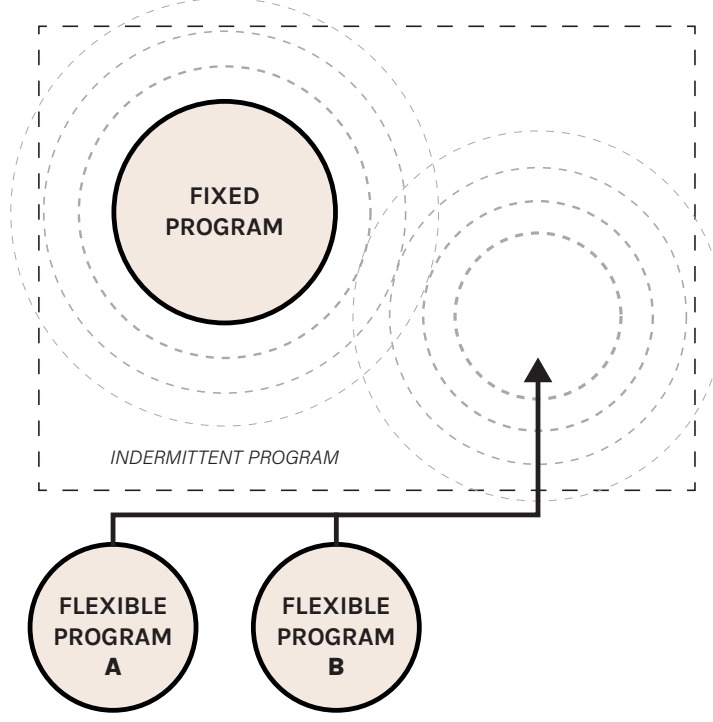 FIXED
PROGRAM
INDERMITTENT PROGRAM
FLEXIBLE
PROGRAM
A
FLEXIBLE
PROGRAM
B